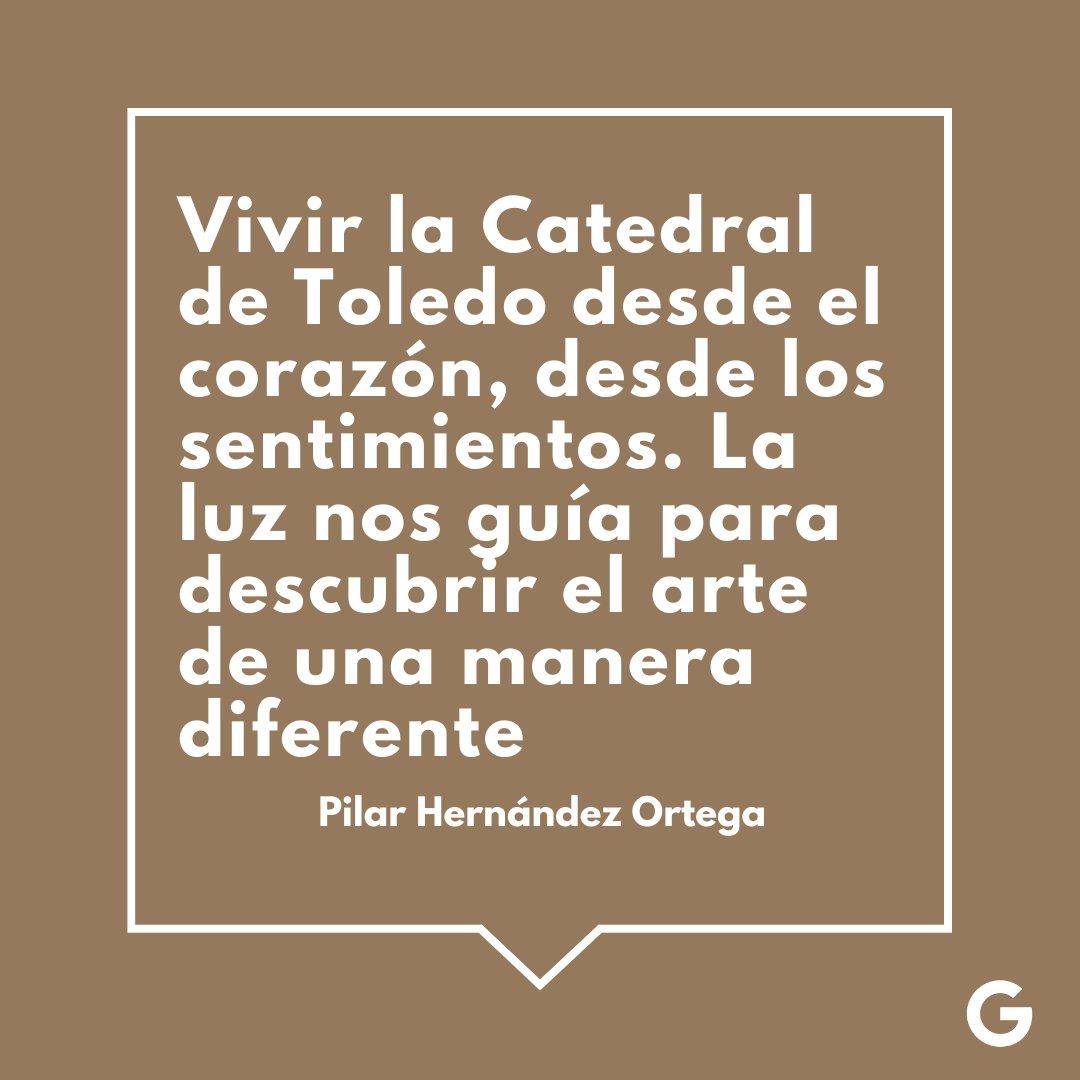 Vivir la Catedral
de Toledo desde el
corazón, desde los
sentimientos. La
luz nos guía para
descubrir el arte
de una manera
diferente
Pilar Hernández Ortega
G